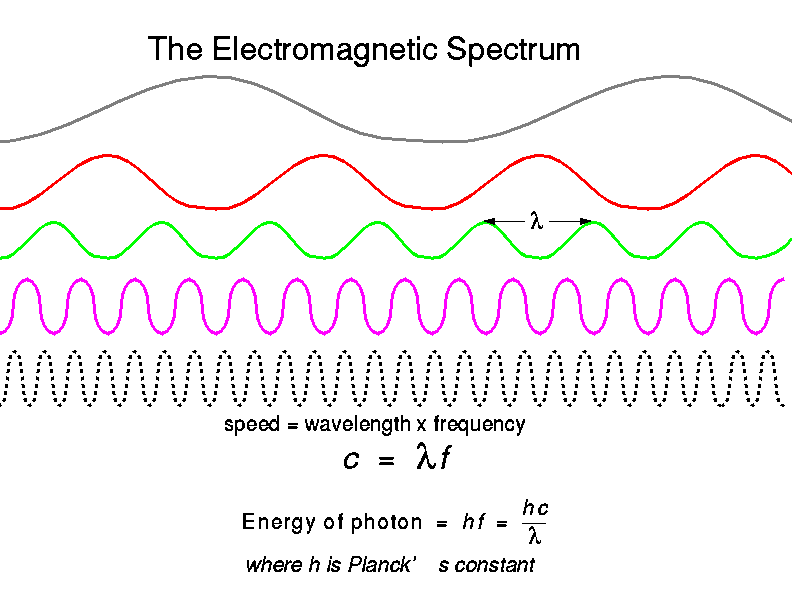 The Electromagnetic Spectrum
λ
speed = wavelength x frequency
c = λf
Energy of photon = hf = hc/λ
where h is Planck’ s constant